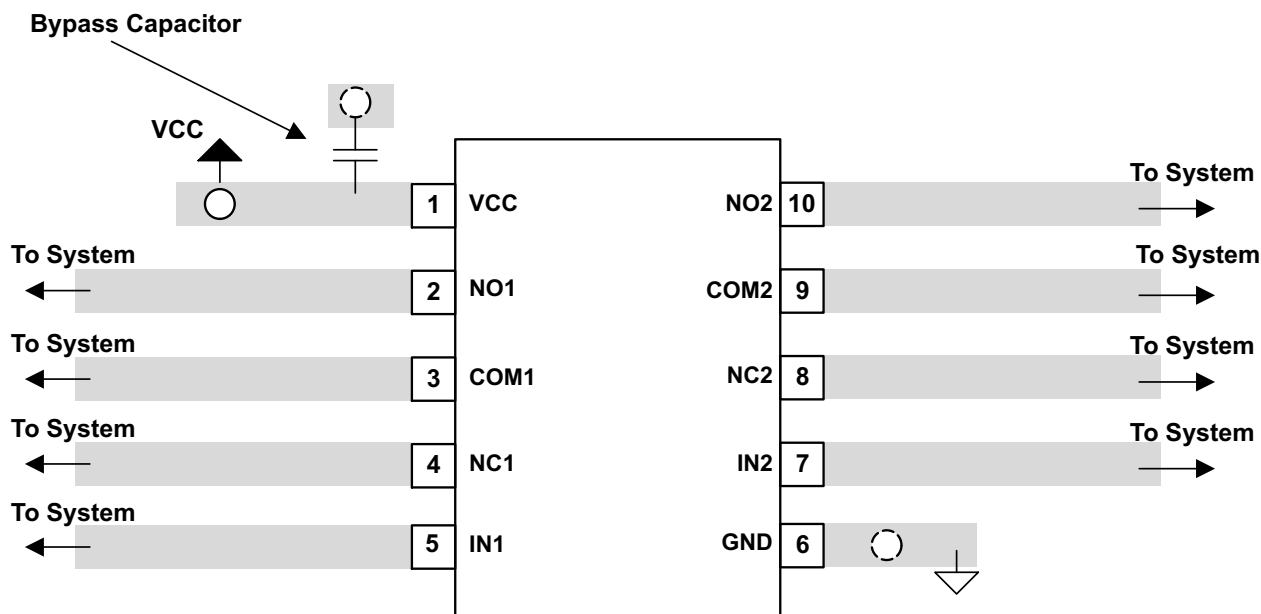 Bypass Capacitor
VCC
1 VCC
NO2 10
To System
To System
2 NO1
COM2 9
To System
To System
3 COM1
NC2 8
To System
To System
4 NC1
IN2 7
To System
To System
5 IN1
GND 6